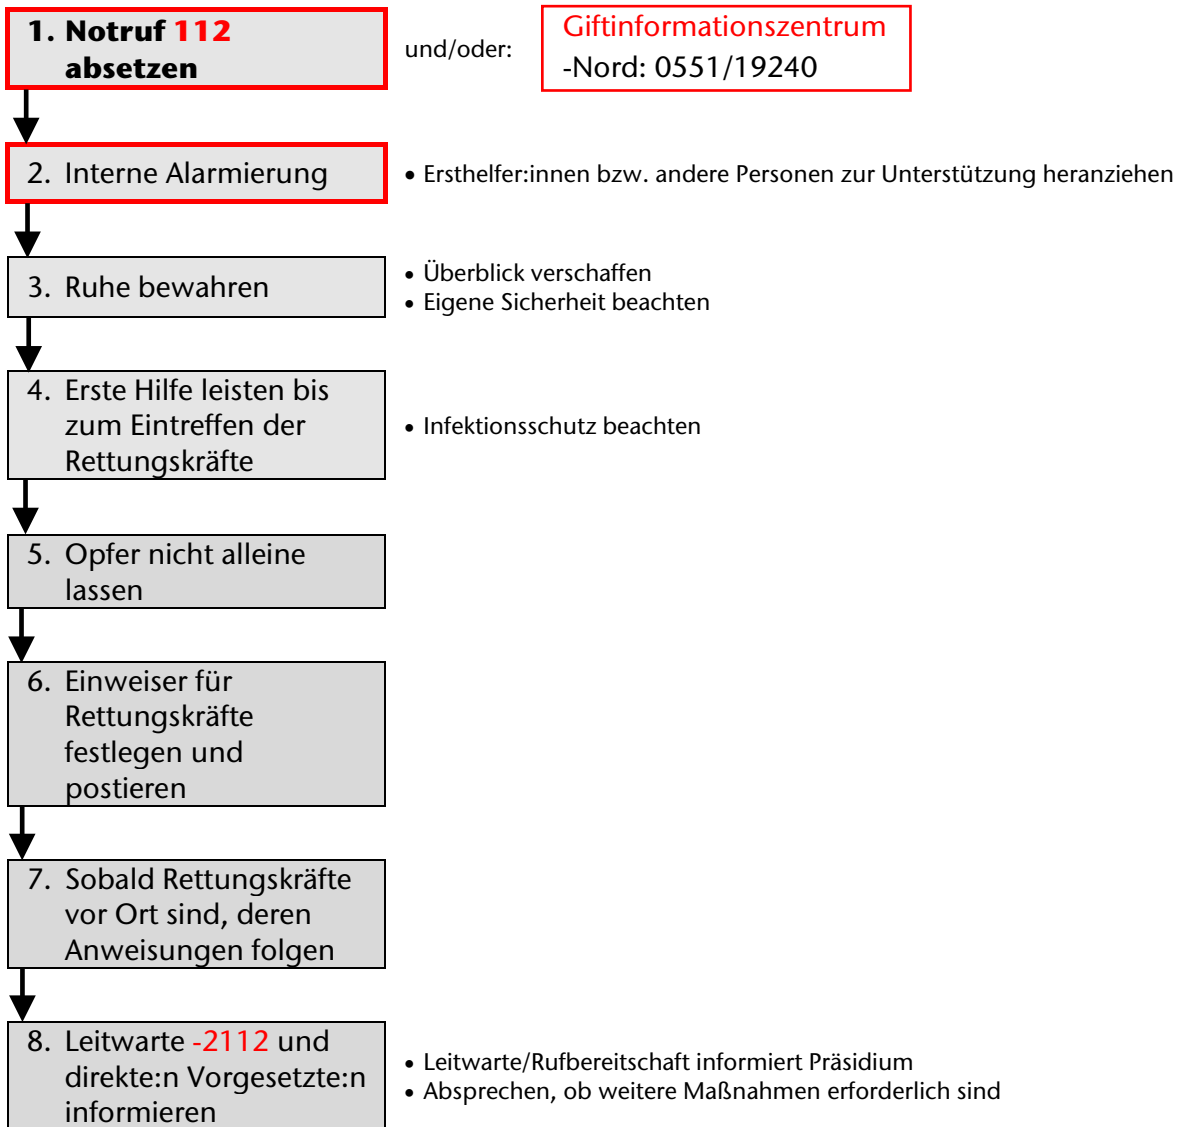 1. Notruf 112
absetzen
und/oder:
Giftinformationszentrum
-Nord: 0551/19240
2. Interne Alarmierung
• Ersthelfer:innen bzw. andere Personen zur Unterstützung heranziehen
3. Ruhe bewahren
• Überblick verschaffen
• Eigene Sicherheit beachten
4. Erste Hilfe leisten bis
zum Eintreffen der
Rettungskräfte
• Infektionsschutz beachten
5. Opfer nicht alleine
lassen
6. Einweiser für
Rettungskräfte
festlegen und
postieren
7. Sobald Rettungskräfte
vor Ort sind, deren
Anweisungen folgen
8. Leitwarte -2112 und
direkte:n Vorgesetzte:n
informieren
• Leitwarte/Rufbereitschaft informiert Präsidium
• Absprechen, ob weitere Maßnahmen erforderlich sind